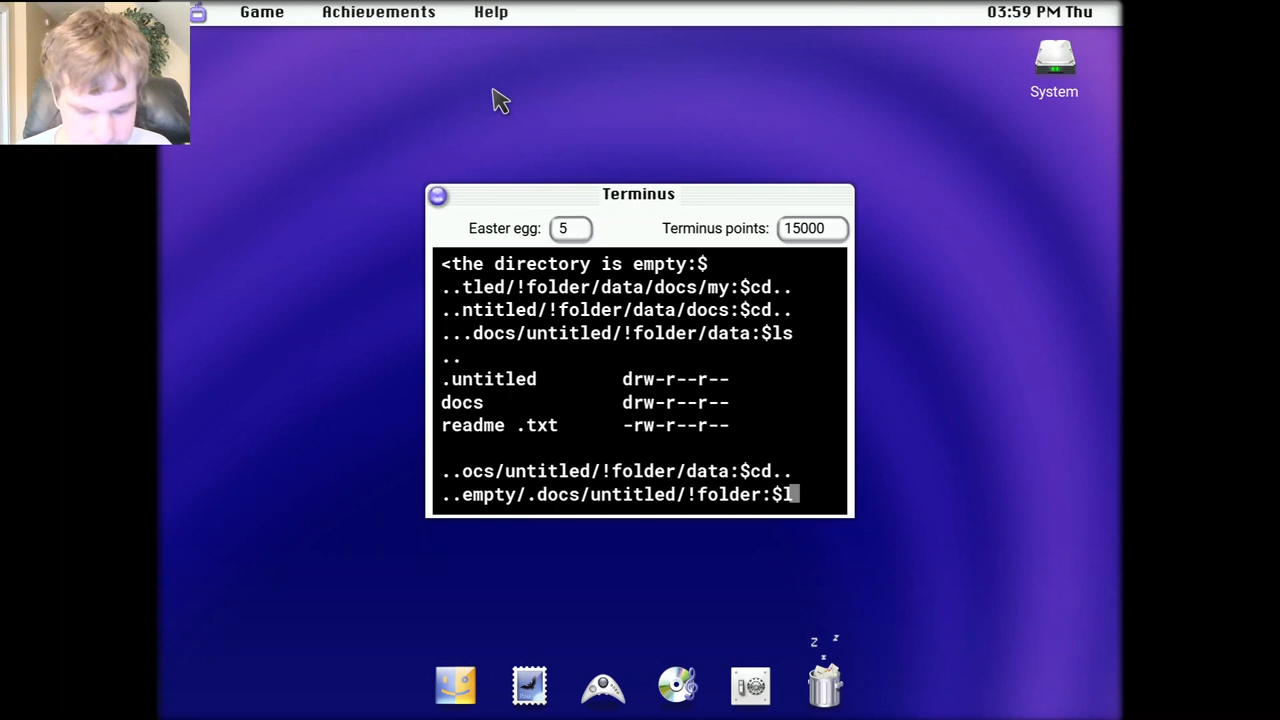 Game Achievements Help 03:59 PM Thu
System
Terminus
Easter egg: 5 Terminus points: 15000
<the directory is empty:$
..tled/!folder/data/docs/my:$cd..
..ntitled/!folder/data/docs:$cd..
...docs/untitled/!folder/data:$ls
..
.untitled drw-r--r--
docs drw-r--r--
readme .txt -rw-r--r--
..ocs/untitled/!folder/data:$cd..
..empty/.docs/untitled/!folder:$l
z z
z